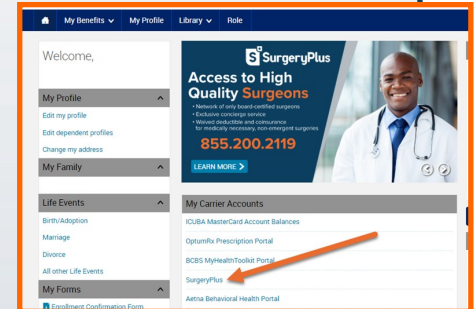 My Benefits
My Profile
Library
Role
Welcome,
My Profile
Edit my profile
Edit dependent profiles
Change my address
My Family
Life Events
Birth/Adoption
Marriage
Divorce
All other Life Events
My Forms
Enrollment Confirmation Form
SurgeryPlus
Access to High
Quality Surgeons
• Network of only board-certified surgeons
• Exclusive concierge service
• Waived deductible and coinsurance
for medically necessary, non-emergent surgeries
855.200.2119
LEARN MORE
My Carrier Accounts
ICUBA MasterCard Account Balances
OptumRx Prescription Portal
BCBS MyHealthToolkit Portal
SurgeryPlus
Aetna Behavioral Health Portal